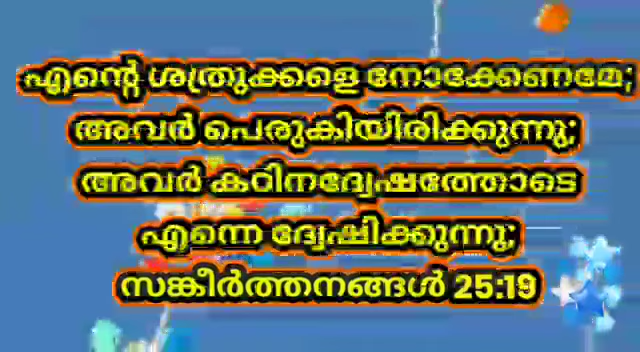 എന്റെ ശത്രുക്കളെ നോക്കേണമേ;
അവർ പെരുകിയിരിക്കുന്നു;
അവർ കഠിനദ്വേഷത്തോടെ
എന്നെ ദ്വേഷിക്കുന്നു;
സങ്കീർത്തനങ്ങൾ 25:19